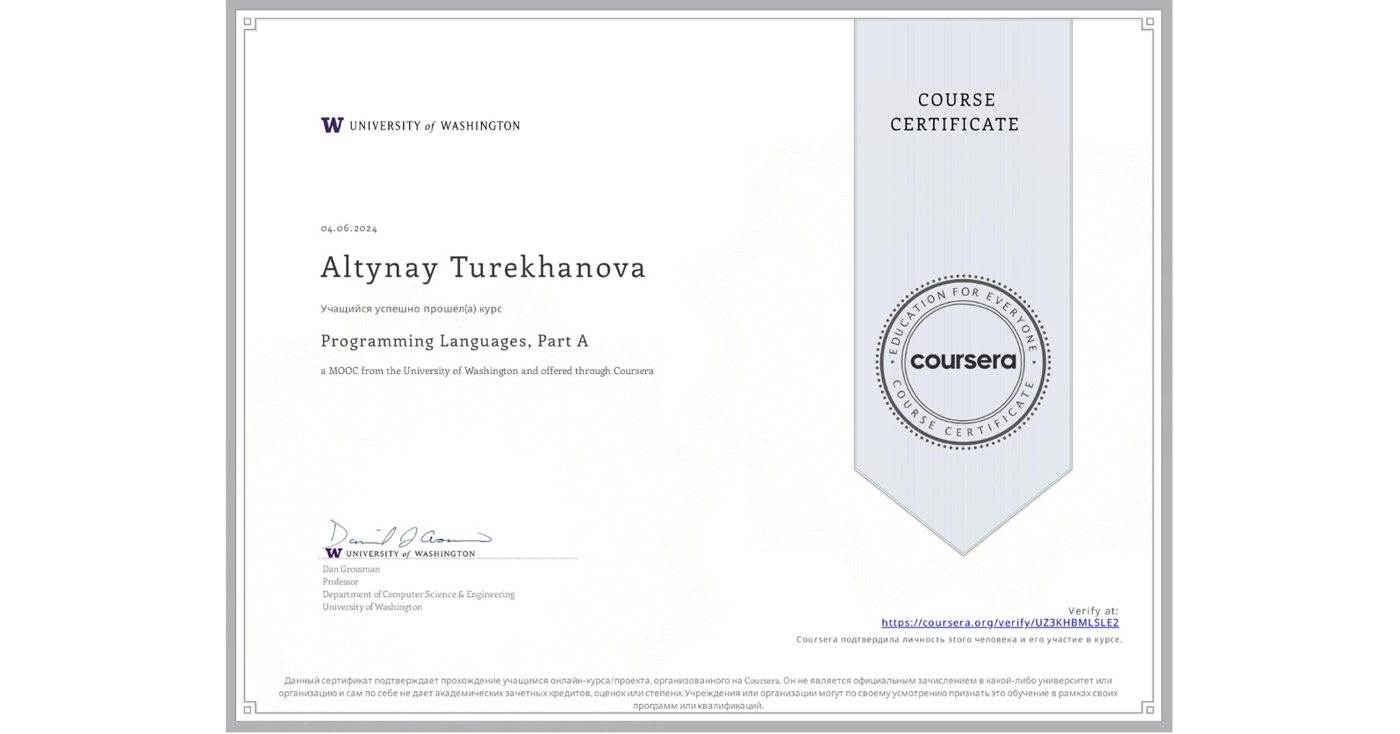 UNIVERSITY of WASHINGTON
COURSE
CERTIFICATE
04.06.2024
Altynay Turekhanova
Учащийся успешно прошел(а) курс
Programming Languages, Part A
a MOOC from the University of Washington and offered through Coursera
EDUCATION FOR EVERYONE
coursera
COURSE CERTIFICATE
UNIVERSITY of WASHINGTON
Dan Grossman
Professor
Department of Computer Science & Engineering
University of Washington
Verify at:
https://coursera.org/verify/UZ3KHBMLSLE2
Coursera подтвердила личность этого человека и его участие в курсе.
Данный сертификат подтверждает прохождение учащимся онлайн-курса/проекта, организованного на Coursera. Он не является официальным зачислением в какой-либо университет или
организацию и сам по себе не дает академических зачетных кредитов, оценок или степени. Учреждения или организации могут по своему усмотрению признать это обучение в рамках своих
программ или квалификаций.